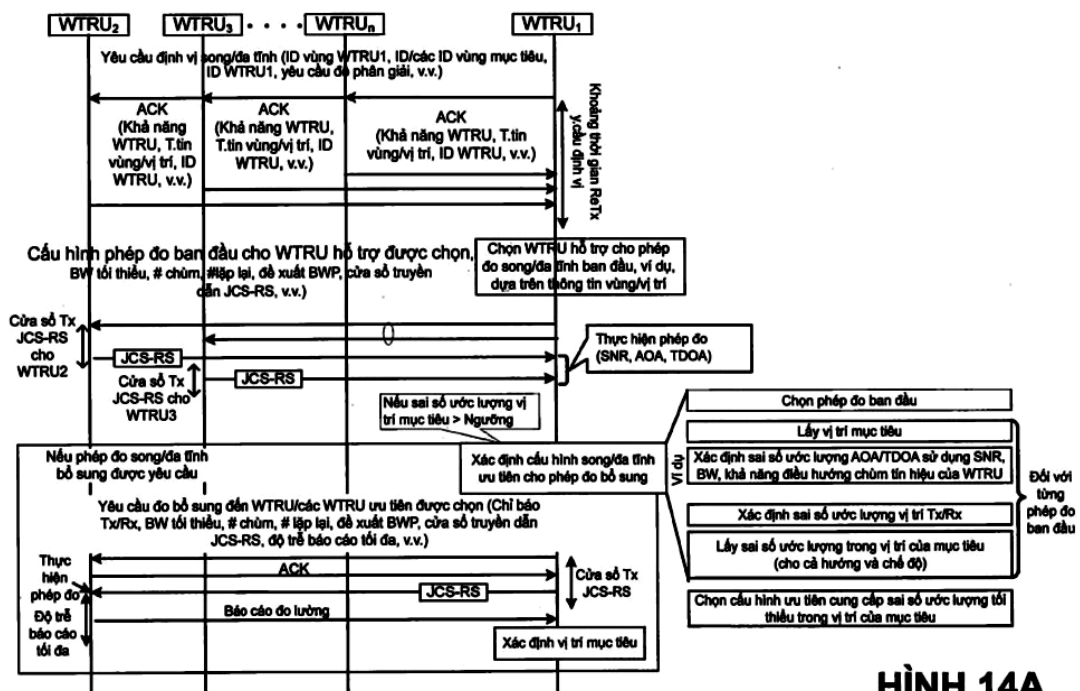 WTRU2 WTRU3 . . . . WTRUn WTRU1
Yêu cầu định vị song/đa tĩnh (ID vùng WTRU1, ID/các ID vùng mục tiêu,
ID WTRU1, yêu cầu độ phân giải, v.v.)
ACK
(Khả năng
WTRU, T.tin
vùng/vị trí, ID
WTRU, v.v.)
ACK
(Khả năng WTRU,
T.tin vùng/vị trí, ID
WTRU, v.v.)
ACK
(Khả năng WTRU, T.tin
vùng/vị trí, ID WTRU, v.v.)
Khoảng thời gian ReTx
y.cầu định vị
Cấu hình phép đo ban đầu cho WTRU hỗ trợ được chọn,
BW tối thiểu, # chùm, #lặp lại, đề xuất BWP, cửa sổ truyền
dẫn JCS-RS, v.v.)
Chọn WTRU hỗ trợ cho phép
đo song/đa tĩnh ban đầu, ví dụ,
dựa trên thông tin vùng/vị trí
Cửa sổ Tx
JCS-RS
cho
WTRU2
JCS-RS
Cửa sổ Tx
JCS-RS cho
WTRU3
JCS-RS
Thực hiện phép đo
(SNR, AOA, TDOA)
Nếu sai số ước lượng vị
trí mục tiêu > Ngưỡng
Nếu phép đo song/đa tĩnh
bổ sung được yêu cầu
Xác định cấu hình song/đa tĩnh
ưu tiên cho phép đo bổ sung
Ví dụ
Chọn phép đo ban đầu
Lấy vị trí mục tiêu
Xác định sai số ước lượng AOA/TDOA sử dụng SNR,
BW, khả năng điều hướng chùm tín hiệu của WTRU
Xác định sai số ước lượng vị trí Tx/Rx
Lấy sai số ước lượng trong vị trí của mục tiêu
(cho cả hướng và chế độ)
Chọn cấu hình ưu tiên cung cấp sai số ước lượng tối
thiểu trong vị trí của mục tiêu
Đối với
từng
phép đo
ban đầu
Yêu cầu đo bổ sung đến WTRU/các WTRU ưu tiên được chọn (Chỉ báo
Tx/Rx, BW tối thiểu, # chùm, # lặp lại, đề xuất BWP, cửa sổ truyền dẫn
JCS-RS, độ trễ báo cáo tối đa, v.v.)
Thực
hiện
phép đo
ACK
JCS-RS
Cửa sổ Tx
JCS-RS
Độ trễ
báo cáo
tối đa
Báo cáo đo lường
Xác định vị trí mục tiêu
HÌNH 14A